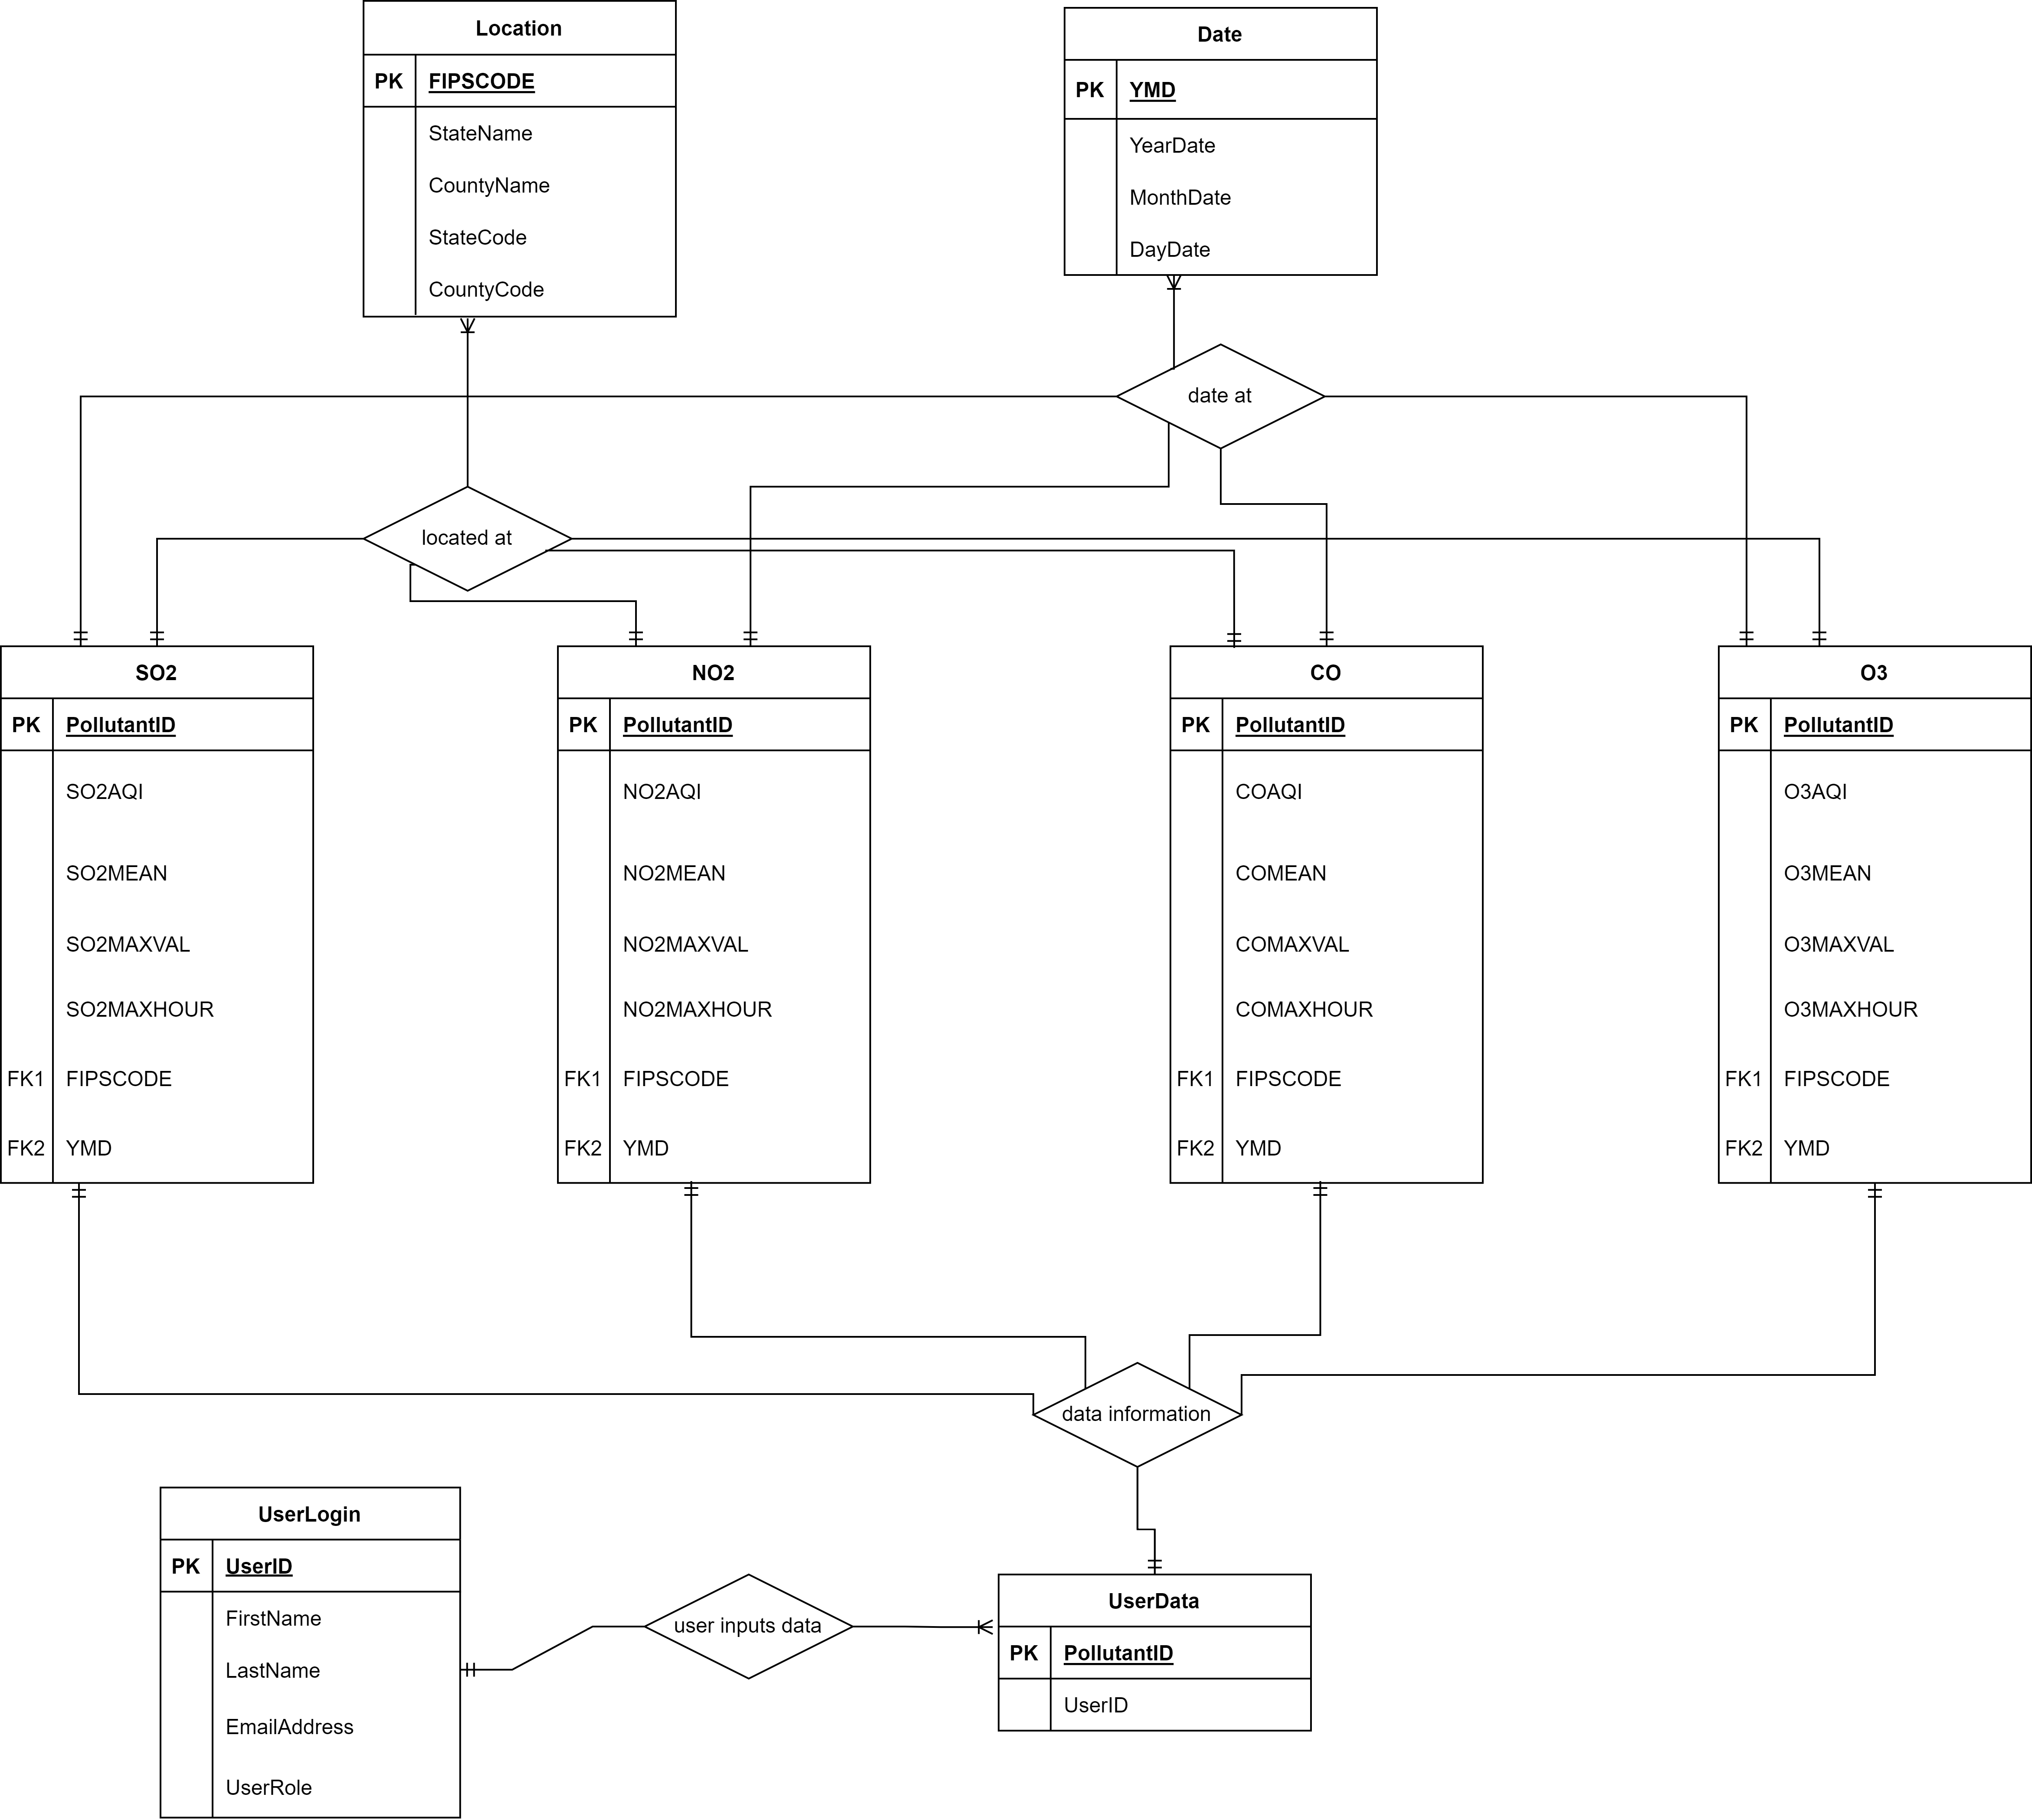 Location
PK FIPSCODE
StateName
CountyName
StateCode
CountyCode
Date
PK YMD
YearDate
MonthDate
DayDate
date at
located at
SO2
PK PollutantID
SO2AQI
SO2MEAN
SO2MAXVAL
SO2MAXHOUR
FK1 FIPSCODE
FK2 YMD
NO2
PK PollutantID
NO2AQI
NO2MEAN
NO2MAXVAL
NO2MAXHOUR
FK1 FIPSCODE
FK2 YMD
CO
PK PollutantID
COAQI
COMEAN
COMAXVAL
COMAXHOUR
FK1 FIPSCODE
FK2 YMD
O3
PK PollutantID
O3AQI
O3MEAN
O3MAXVAL
O3MAXHOUR
FK1 FIPSCODE
FK2 YMD
data information
UserLogin
PK UserID
FirstName
LastName
EmailAddress
UserRole
user inputs data
UserData
PK PollutantID
UserID